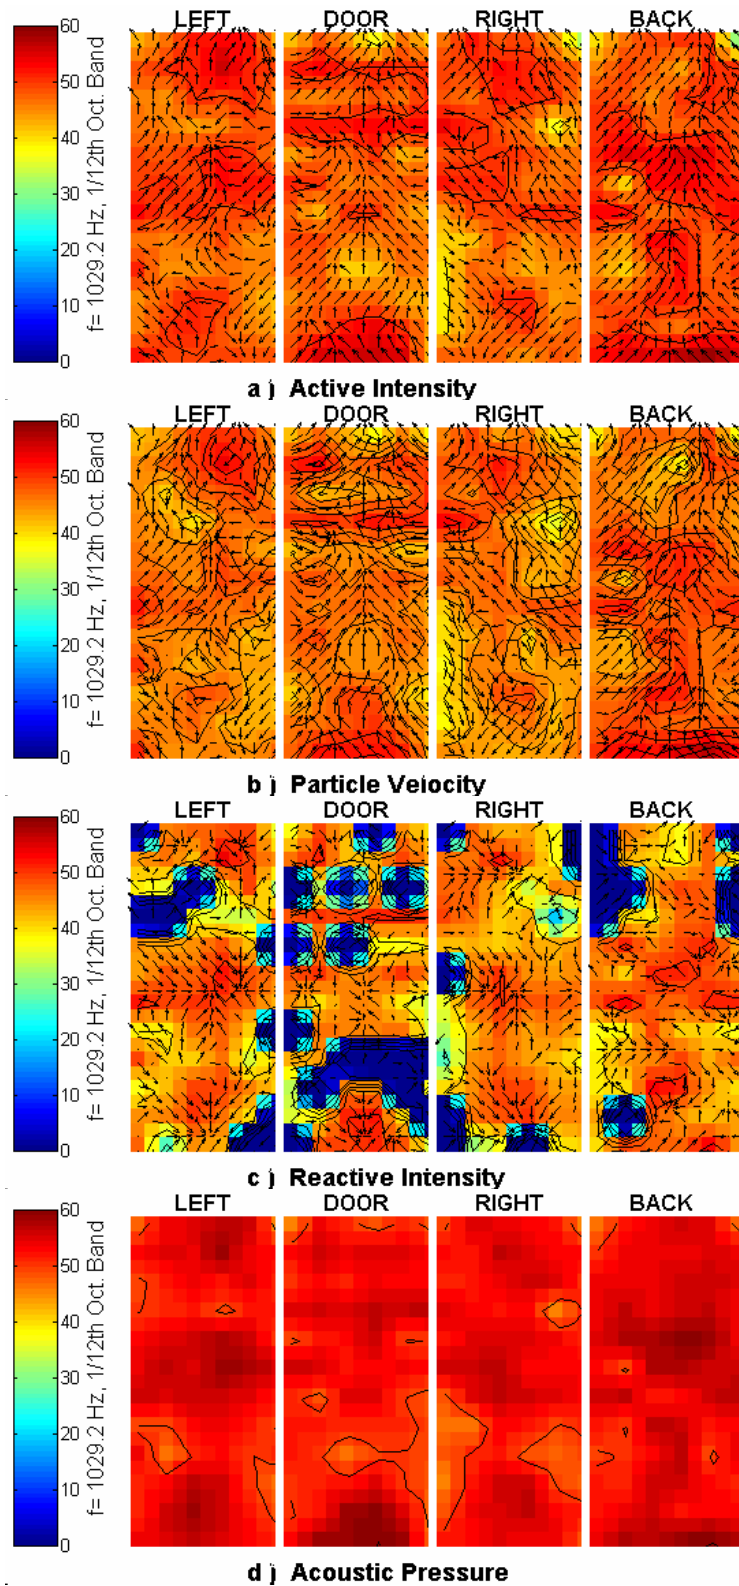 LEFT DOOR RIGHT BACK
60
50
40
30
20
10
0
f= 1029.2 Hz, 1/12th Oct. Band
a ) Active Intensity
LEFT DOOR RIGHT BACK
60
50
40
30
20
10
0
f= 1029.2 Hz, 1/12th Oct. Band
b ) Particle Velocity
LEFT DOOR RIGHT BACK
60
50
40
30
20
10
0
f= 1029.2 Hz, 1/12th Oct. Band
c ) Reactive Intensity
LEFT DOOR RIGHT BACK
60
50
40
30
20
10
0
f= 1029.2 Hz, 1/12th Oct. Band
d ) Acoustic Pressure